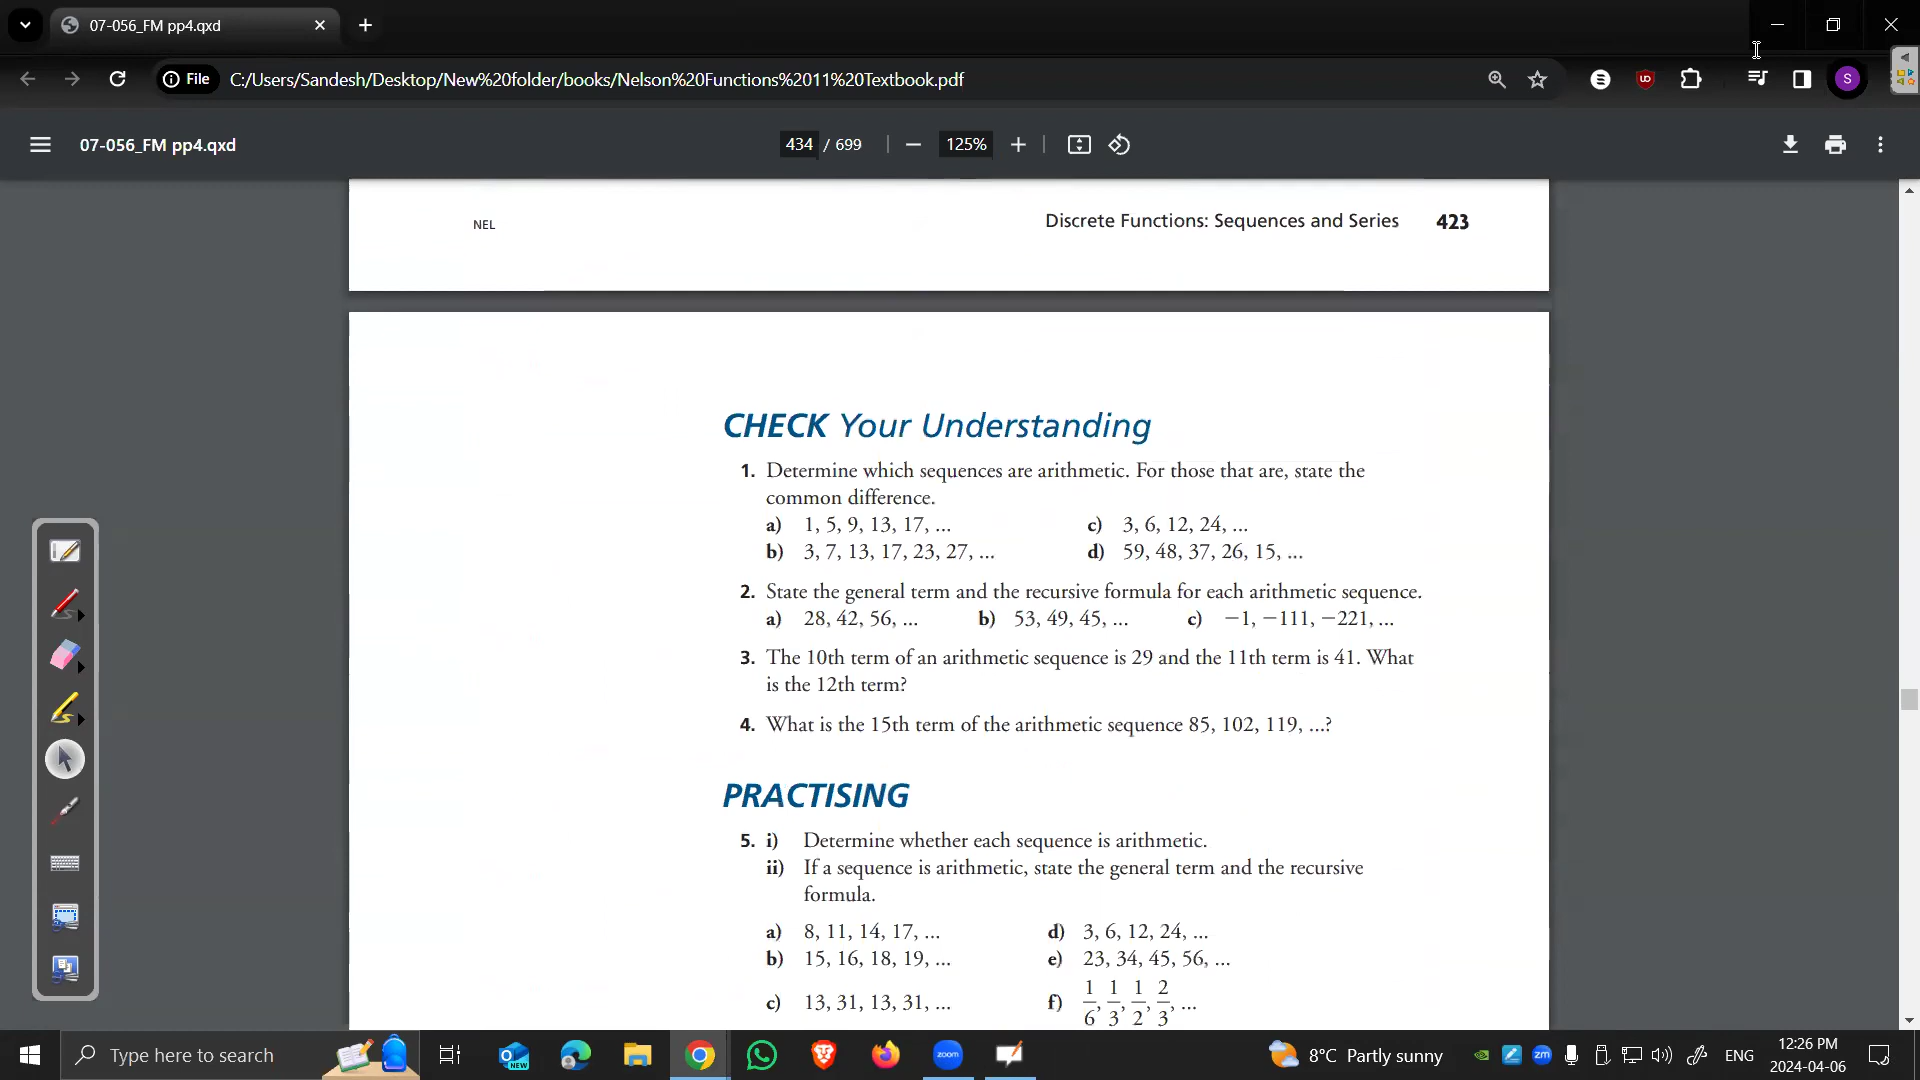 07-056_FM pp4.qxd
File
C:/Users/Sandesh/Desktop/New%20folder/books/Nelson%20Functions%2011%20Textbook.pdf
S
07-056_FM pp4.qxd
434 / 699
125%
NEL
Discrete Functions: Sequences and Series 423
CHECK Your Understanding
1. Determine which sequences are arithmetic. For those that are, state the
common difference.
a) 1, 5, 9, 13, 17, ... c) 3, 6, 12, 24, ...
b) 3, 7, 13, 17, 23, 27, ... d) 59, 48, 37, 26, 15, ...
2. State the general term and the recursive formula for each arithmetic sequence.
a) 28, 42, 56, ... b) 53, 49, 45, ... c) −1, −111, −221, ...
3. The 10th term of an arithmetic sequence is 29 and the 11th term is 41. What
is the 12th term?
4. What is the 15th term of the arithmetic sequence 85, 102, 119, ...?
PRACTISING
5. i) Determine whether each sequence is arithmetic.
ii) If a sequence is arithmetic, state the general term and the recursive
formula.
a) 8, 11, 14, 17, ... d) 3, 6, 12, 24, ...
b) 15, 16, 18, 19, ... e) 23, 34, 45, 56, ...
c) 13, 31, 13, 31, ... f) 1/6, 1/3, 1/2, 2/3, ...
Type here to search
NEW
zoom
8°C Partly sunny
zm
ENG
12:26 PM
2024-04-06